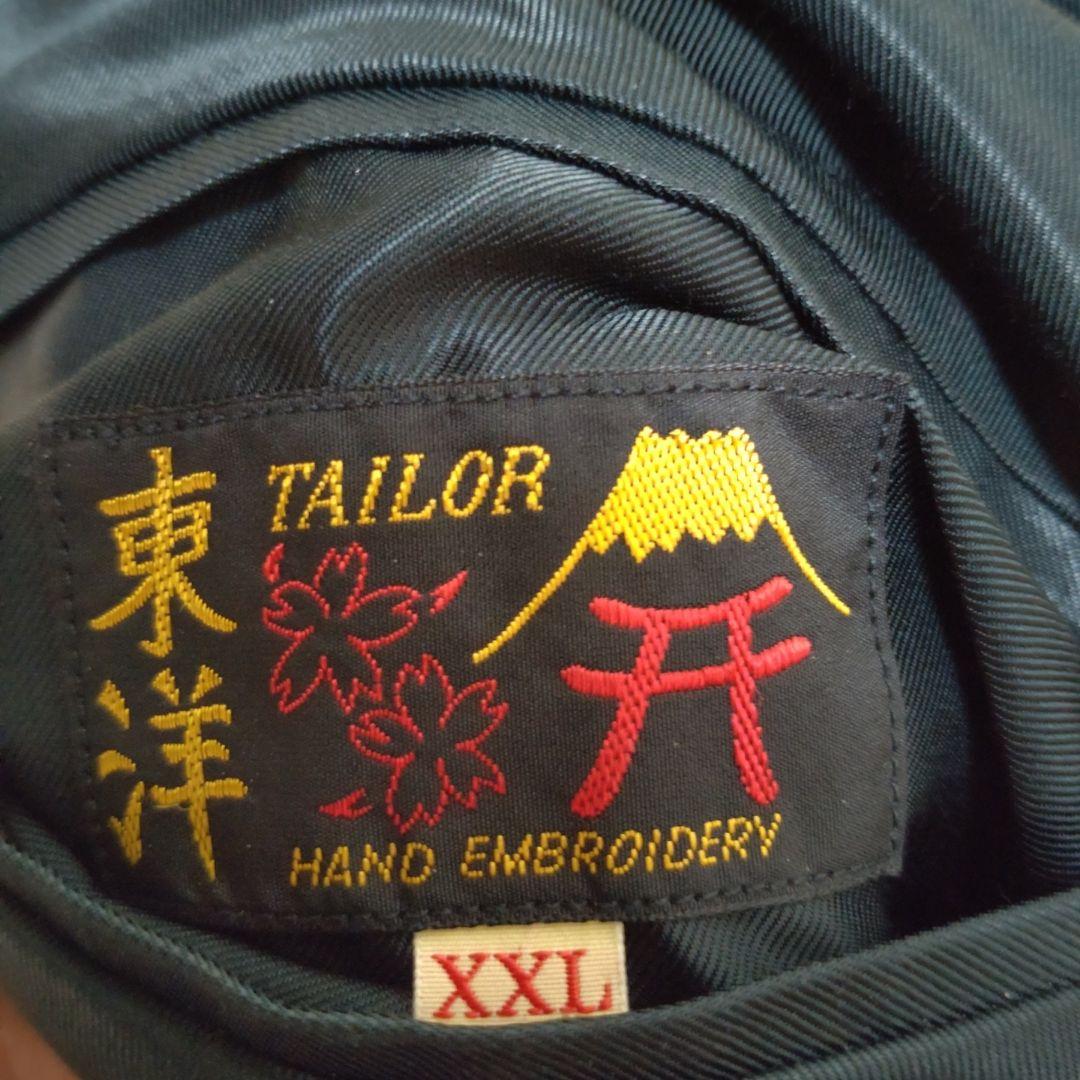 東洋
TAILOR
HAND EMBROIDERY
XXL